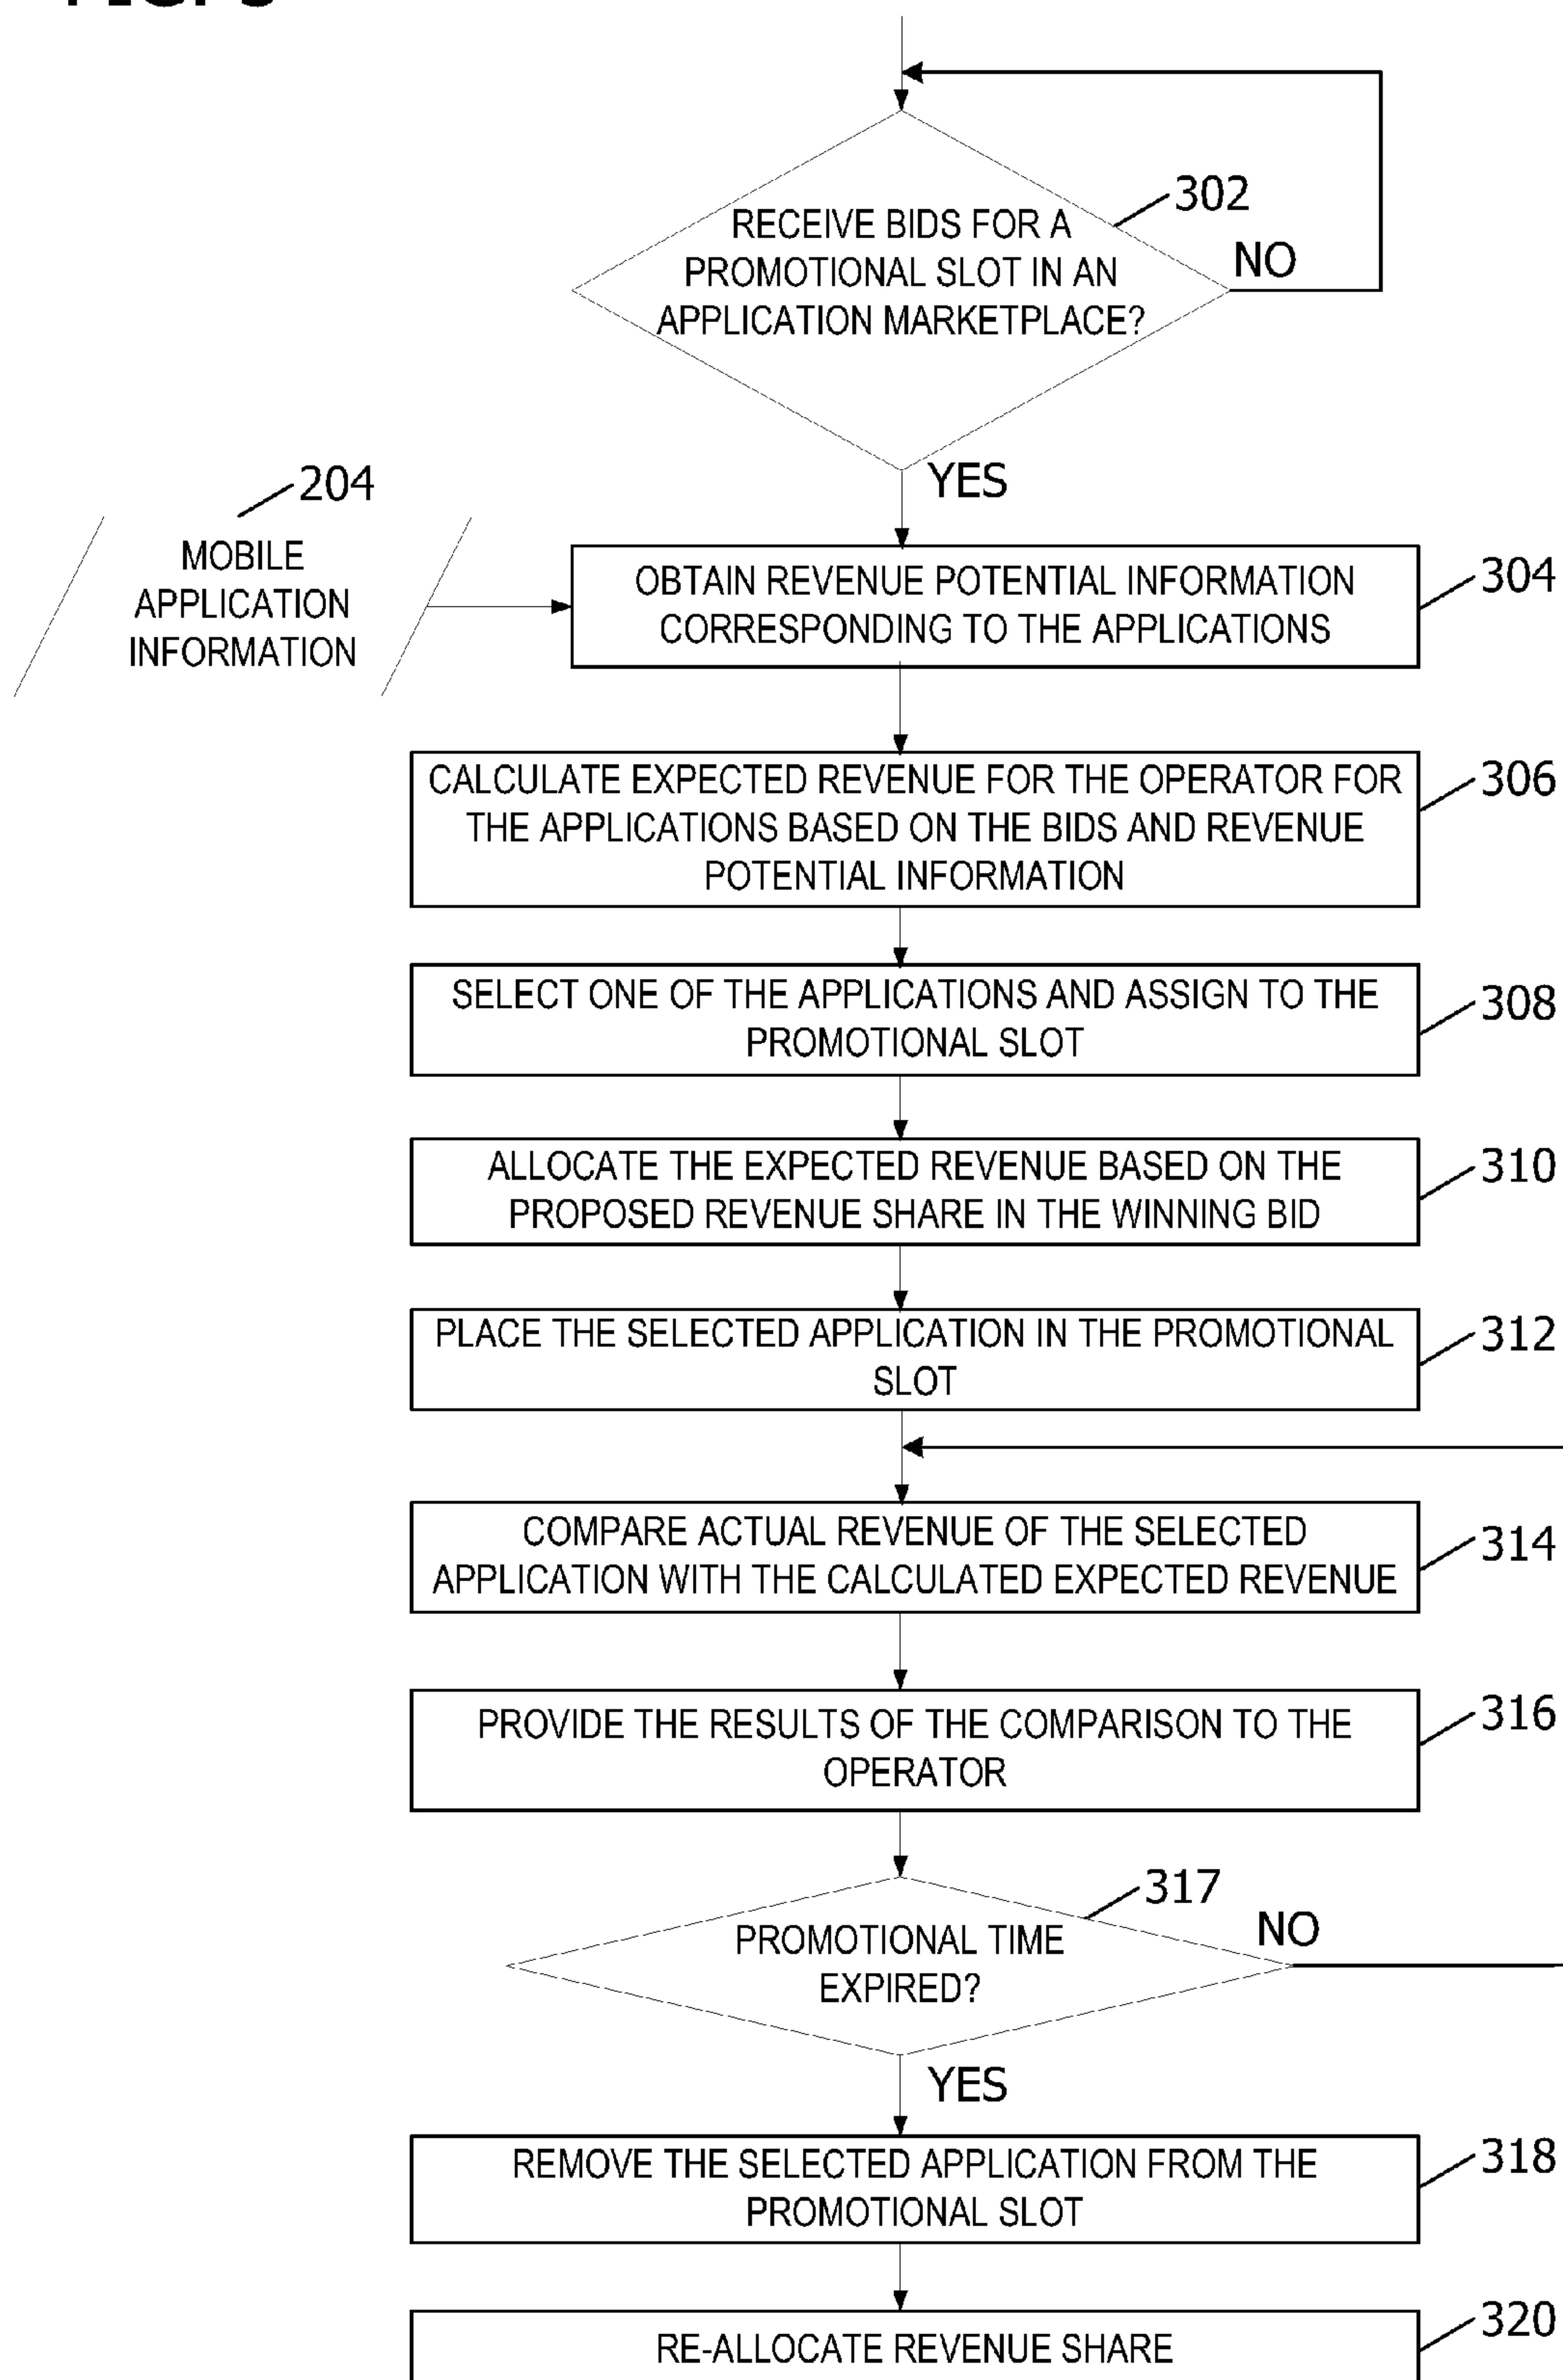 302
RECEIVE BIDS FOR A
PROMOTIONAL SLOT IN AN
APPLICATION MARKETPLACE?
NO
YES
204
MOBILE
APPLICATION
INFORMATION
OBTAIN REVENUE POTENTIAL INFORMATION
CORRESPONDING TO THE APPLICATIONS
304
CALCULATE EXPECTED REVENUE FOR THE OPERATOR FOR
THE APPLICATIONS BASED ON THE BIDS AND REVENUE
POTENTIAL INFORMATION
306
SELECT ONE OF THE APPLICATIONS AND ASSIGN TO THE
PROMOTIONAL SLOT
308
ALLOCATE THE EXPECTED REVENUE BASED ON THE
PROPOSED REVENUE SHARE IN THE WINNING BID
310
PLACE THE SELECTED APPLICATION IN THE PROMOTIONAL
SLOT
312
COMPARE ACTUAL REVENUE OF THE SELECTED
APPLICATION WITH THE CALCULATED EXPECTED REVENUE
314
PROVIDE THE RESULTS OF THE COMPARISON TO THE
OPERATOR
316
317
PROMOTIONAL TIME
EXPIRED?
NO
YES
REMOVE THE SELECTED APPLICATION FROM THE
PROMOTIONAL SLOT
318
RE-ALLOCATE REVENUE SHARE
320